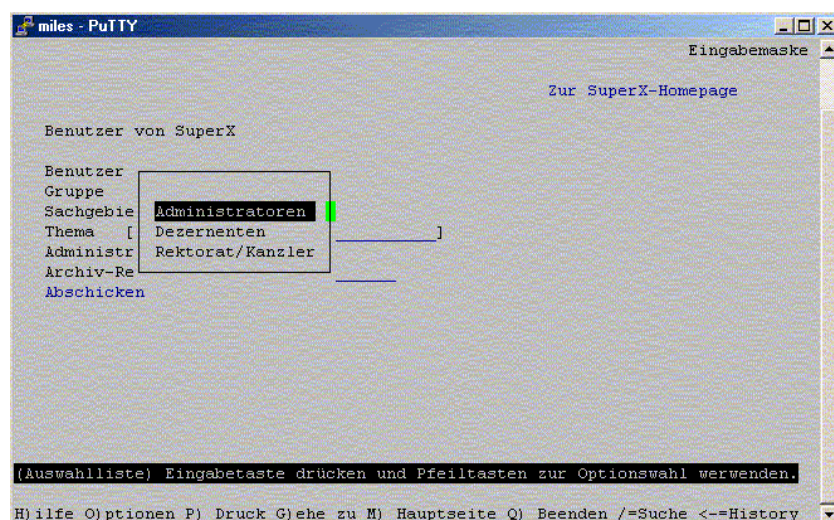 miles - PuTTY
Eingabemaske
Zur SuperX-Homepage
Benutzer von SuperX
Benutzer
Gruppe
Sachgebie Administratoren
Thema [ Dezernenten ]
Administr Rektorat/Kanzler
Archiv-Re
Abschicken
(Auswahlliste) Eingabetaste drücken und Pfeiltasten zur Optionswahl werwenden.
H)ilfe O)ptionen P) Druck G)ehe zu M) Hauptseite Q) Beenden /=Suche <-=History